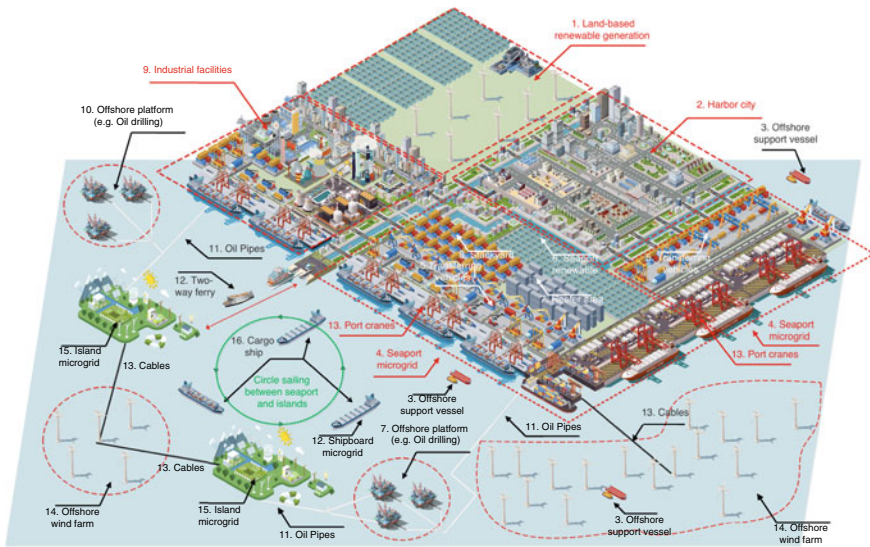 1. Land-based
renewable generation
9. Industrial facilities
10. Offshore platform
(e.g. Oil drilling)
2. Harbor city
3. Offshore
support vessel
11. Oil Pipes
12. Two-
way ferry
renewable
vehicles
13. Port cranes
4. Seaport
microgrid
13. Port cranes
15. Island
microgrid
16. Cargo
ship
4. Seaport
microgrid
13. Cables
Circle sailing
between seaport
and islands
3. Offshore
support vessel
13. Cables
12. Shipboard
microgrid
7. Offshore platform
(e.g. Oil drilling)
11. Oil Pipes
13. Cables
14. Offshore
wind farm
15. Island
microgrid
11. Oil Pipes
3. Offshore
support vessel
14. Offshore
wind farm